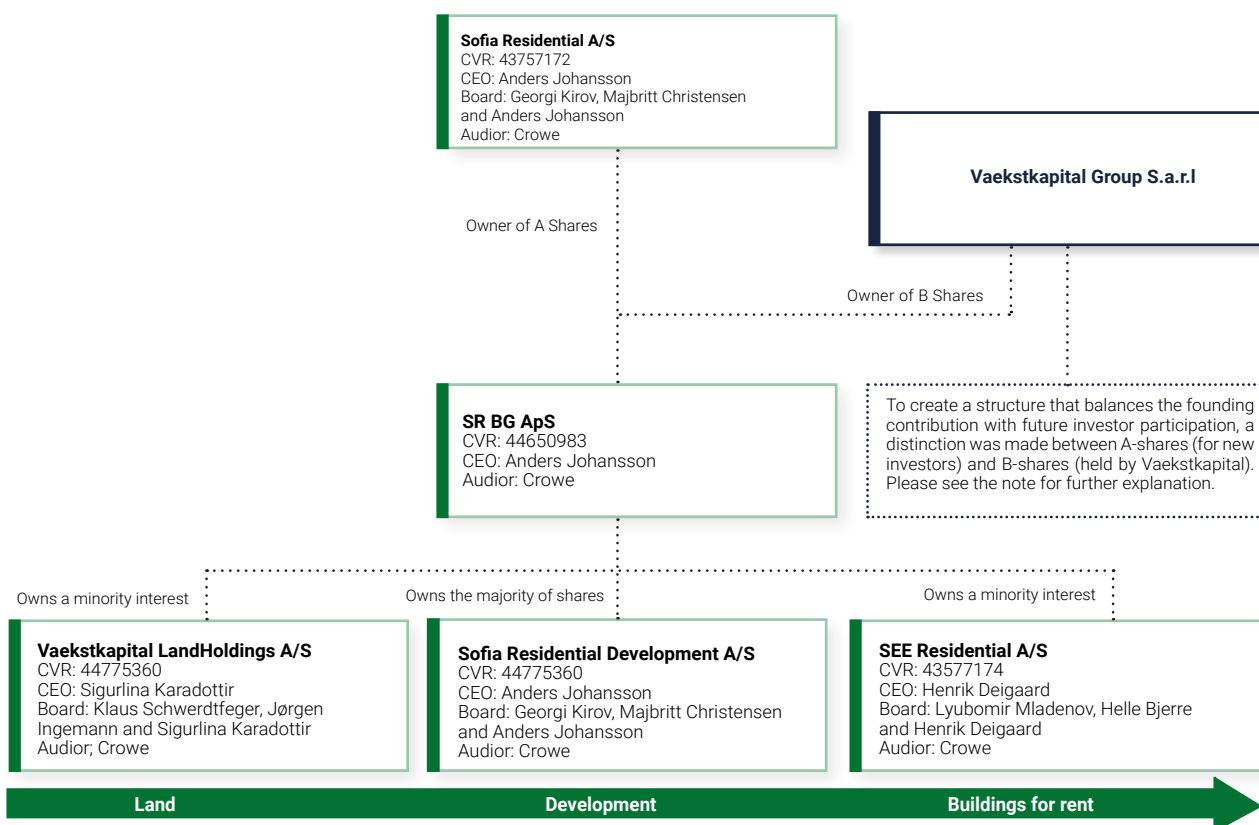 Sofia Residential A/S
CVR: 43757172
CEO: Anders Johansson
Board: Georgi Kirov, Majbritt Christensen
and Anders Johansson
Audior: Crowe
Vaekstkapital Group S.a.r.l
Owner of A Shares
Owner of B Shares
SR BG ApS
CVR: 44650983
CEO: Anders Johansson
Audior: Crowe
To create a structure that balances the founding
contribution with future investor participation, a
distinction was made between A-shares (for new
investors) and B-shares (held by Vaekstkapital).
Please see the note for further explanation.
Owns a minority interest
Owns the majority of shares
Owns a minority interest
Vaekstkapital LandHoldings A/S
CVR: 44775360
CEO: Sigurlina Karadottir
Board: Klaus Schwerdtfeger, Jørgen
Ingemann and Sigurlina Karadottir
Audior; Crowe
Sofia Residential Development A/S
CVR: 44775360
CEO: Anders Johansson
Board: Georgi Kirov, Majbritt Christensen
and Anders Johansson
Audior: Crowe
SEE Residential A/S
CVR: 43577174
CEO: Henrik Deigaard
Board: Lyubomir Mladenov, Helle Bjerre
and Henrik Deigaard
Audior: Crowe
Land
Development
Buildings for rent